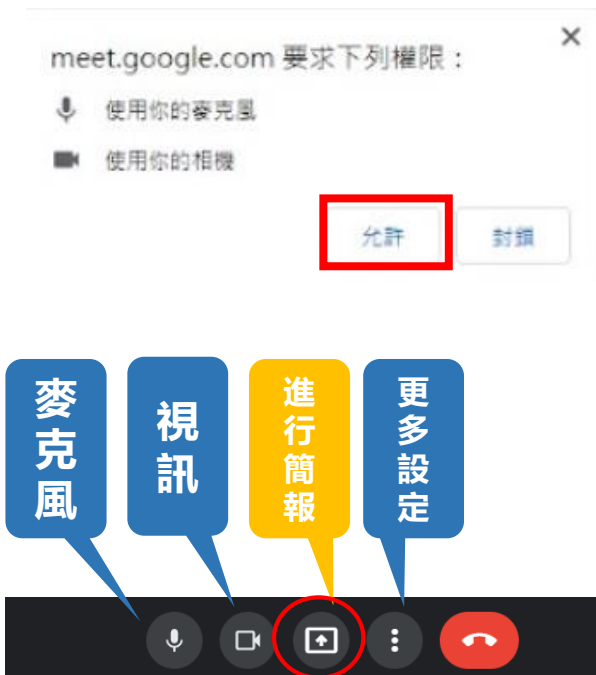 meet.google.com 要求下列權限：
使用你的麥克風
使用你的相機
允許
封鎖
麥克風
視訊
進行簡報
更多設定